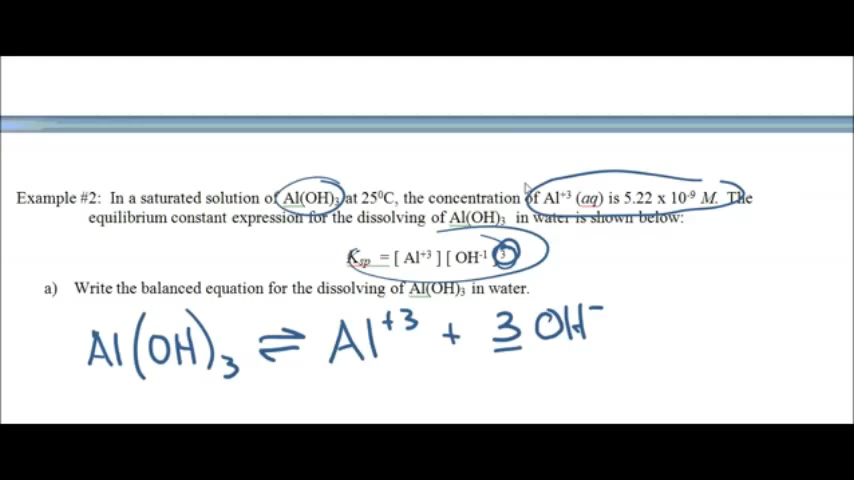 Example #2: In a saturated solution of Al(OH)₃ at 25⁰C, the concentration of Al⁺³ (aq) is 5.22 x 10⁻⁹ M. The
equilibrium constant expression for the dissolving of Al(OH)₃ in water is shown below:
Ksp = [ Al⁺³ ] [ OH⁻¹ ]³
a) Write the balanced equation for the dissolving of Al(OH)₃ in water.
Al(OH)₃ ⇌ Al⁺³ + 3 OH⁻